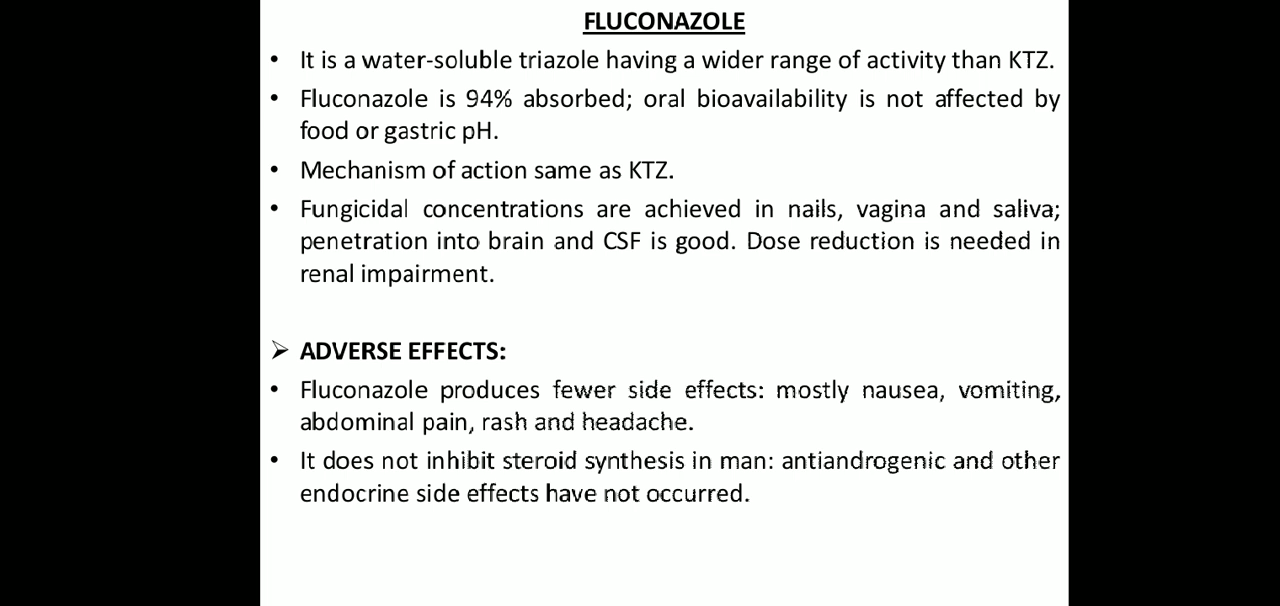 FLUCONAZOLE
• It is a water-soluble triazole having a wider range of activity than KTZ.
• Fluconazole is 94% absorbed; oral bioavailability is not affected by
food or gastric pH.
• Mechanism of action same as KTZ.
• Fungicidal concentrations are achieved in nails, vagina and saliva;
penetration into brain and CSF is good. Dose reduction is needed in
renal impairment.
➢ ADVERSE EFFECTS:
• Fluconazole produces fewer side effects: mostly nausea, vomiting,
abdominal pain, rash and headache.
• It does not inhibit steroid synthesis in man: antiandrogenic and other
endocrine side effects have not occurred.